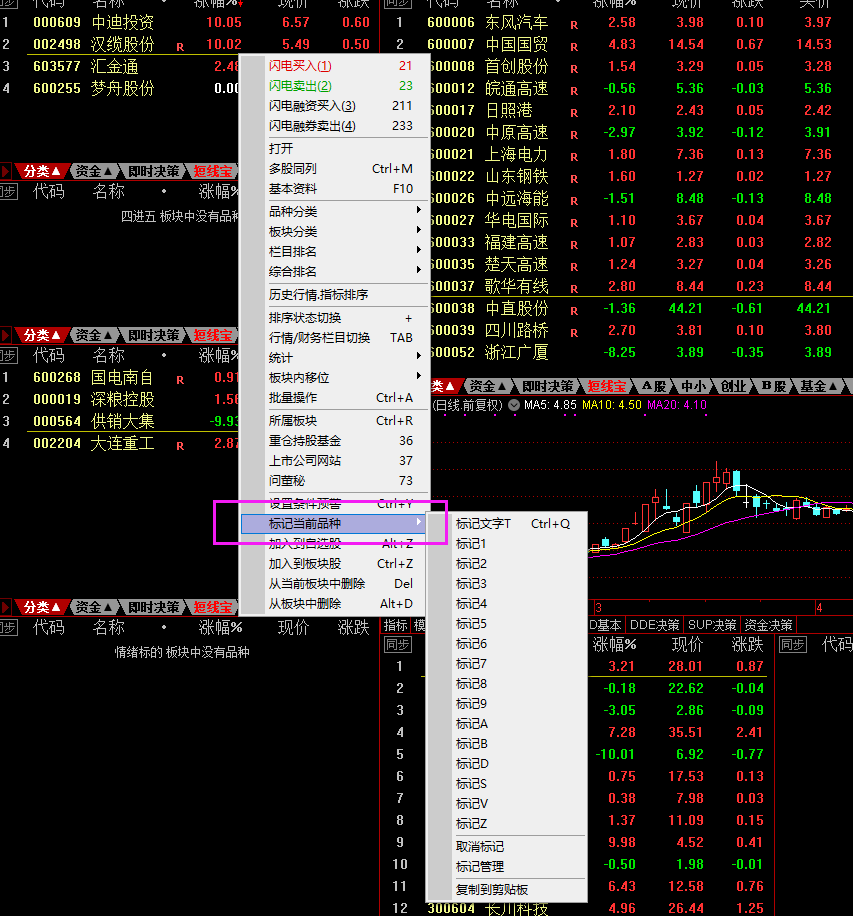 同步 代码 名称 涨幅% 现价 涨跌
1 000609 中迪投资 10.05 6.57 0.60
2 002498 汉缆股份 R 10.02 5.49 0.50
3 603577 汇金通 2.48
4 600255 梦舟股份 0.00
分类▲ 资金▲ 即时决策 短线宝
同步 代码 名称 • 涨幅%
四进五 板块中没有品种
分类▲ 资金▲ 即时决策 短线宝
同步 代码 名称 • 涨幅%
1 600268 国电南自 R 0.91
2 000019 深粮控股 1.56
3 000564 供销大集 -9.93
4 002204 大连重工 R 2.87
分类▲ 资金▲ 即时决策 短线宝
同步 代码 名称 • 涨幅% 现价 涨跌
情绪标的 板块中没有品种
闪电买入(1) 21
闪电卖出(2) 23
闪电融资买入(3) 211
闪电融券卖出(4) 233
打开
多股同列 Ctrl+M
基本资料 F10
品种分类
板块分类
栏目排名
综合排名
历史行情.指标排序
排序状态切换 +
行情/财务栏目切换 TAB
统计
板块内移位
批量操作 Ctrl+A
所属板块 Ctrl+R
重仓持股基金 36
上市公司网站 37
问董秘 73
设置条件预警 Ctrl+Y
标记当前品种
加入到自选股 Alt+Z
加入到板块股 Ctrl+Z
从当前板块中删除 Del
从板块中删除 Alt+D
标记文字T Ctrl+Q
标记1
标记2
标记3
标记4
标记5
标记6
标记7
标记8
标记9
标记A
标记B
标记D
标记S
标记V
标记Z
取消标记
标记管理
复制到剪贴板
同步 代码 名称 涨幅% 现价 涨跌 买价
1 600006 东风汽车 R 2.58 3.98 0.10 3.97
2 600007 中国国贸 R 4.83 14.54 0.67 14.53
600008 首创股份 R 1.54 3.29 0.05 3.28
600012 皖通高速 R -0.56 5.36 -0.03 5.36
600017 日照港 R 2.10 2.43 0.05 2.42
600020 中原高速 R -2.97 3.92 -0.12 3.91
600021 上海电力 R 1.80 7.36 0.13 7.36
600022 山东钢铁 R 1.60 1.27 0.02 1.27
600026 中远海能 R -1.51 8.48 -0.13 8.48
600027 华电国际 R 1.10 3.67 0.04 3.67
600033 福建高速 R 1.07 2.83 0.03 2.82
600035 楚天高速 R 1.24 3.27 0.04 3.26
600037 歌华有线 R 2.80 8.44 0.23 8.44
600038 中直股份 R -1.36 44.21 -0.61 44.21
600039 四川路桥 R 2.70 3.81 0.10 3.80
600052 浙江广厦 -8.25 3.89 -0.35 3.89
类▲ 资金▲ 即时决策 短线宝 A股 中小 创业 B股 基金▲
(日线.前复权) MA5: 4.85 MA10: 4.50 MA20: 4.10
3 4
指标 D基本 DDE决策 SUP决策 资金决策
同步 涨幅% 现价 涨跌 同步 代码
1 3.21 28.01 0.87
2 -0.18 22.62 -0.04
3 -3.05 2.86 -0.09
4 7.28 35.51 2.41
5 -10.01 6.92 -0.77
6 0.75 17.53 0.13
7 0.38 7.98 0.03
8 1.37 11.09 0.15
9 9.98 4.52 0.41
10 -0.50 1.98 -0.01
11 6.43 12.58 0.76
12 300604 长川科技 4.96 26.44 1.25